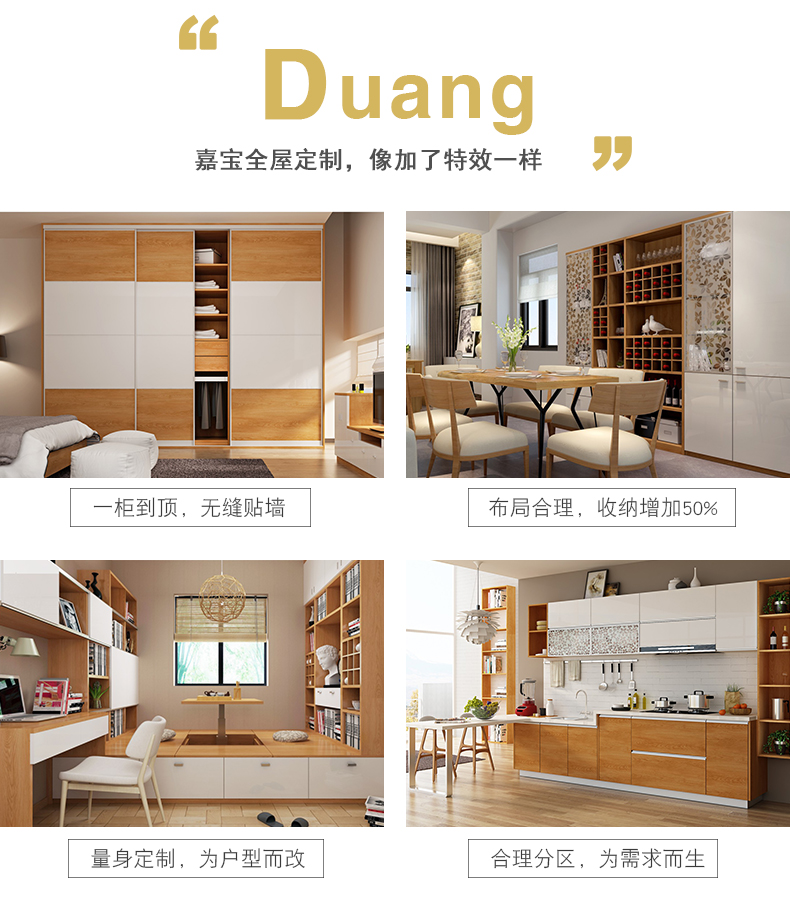 “
Duang
嘉宝全屋定制，像加了特效一样
”
一柜到顶，无缝贴墙
布局合理，收纳增加50%
量身定制，为户型而改
合理分区，为需求而生